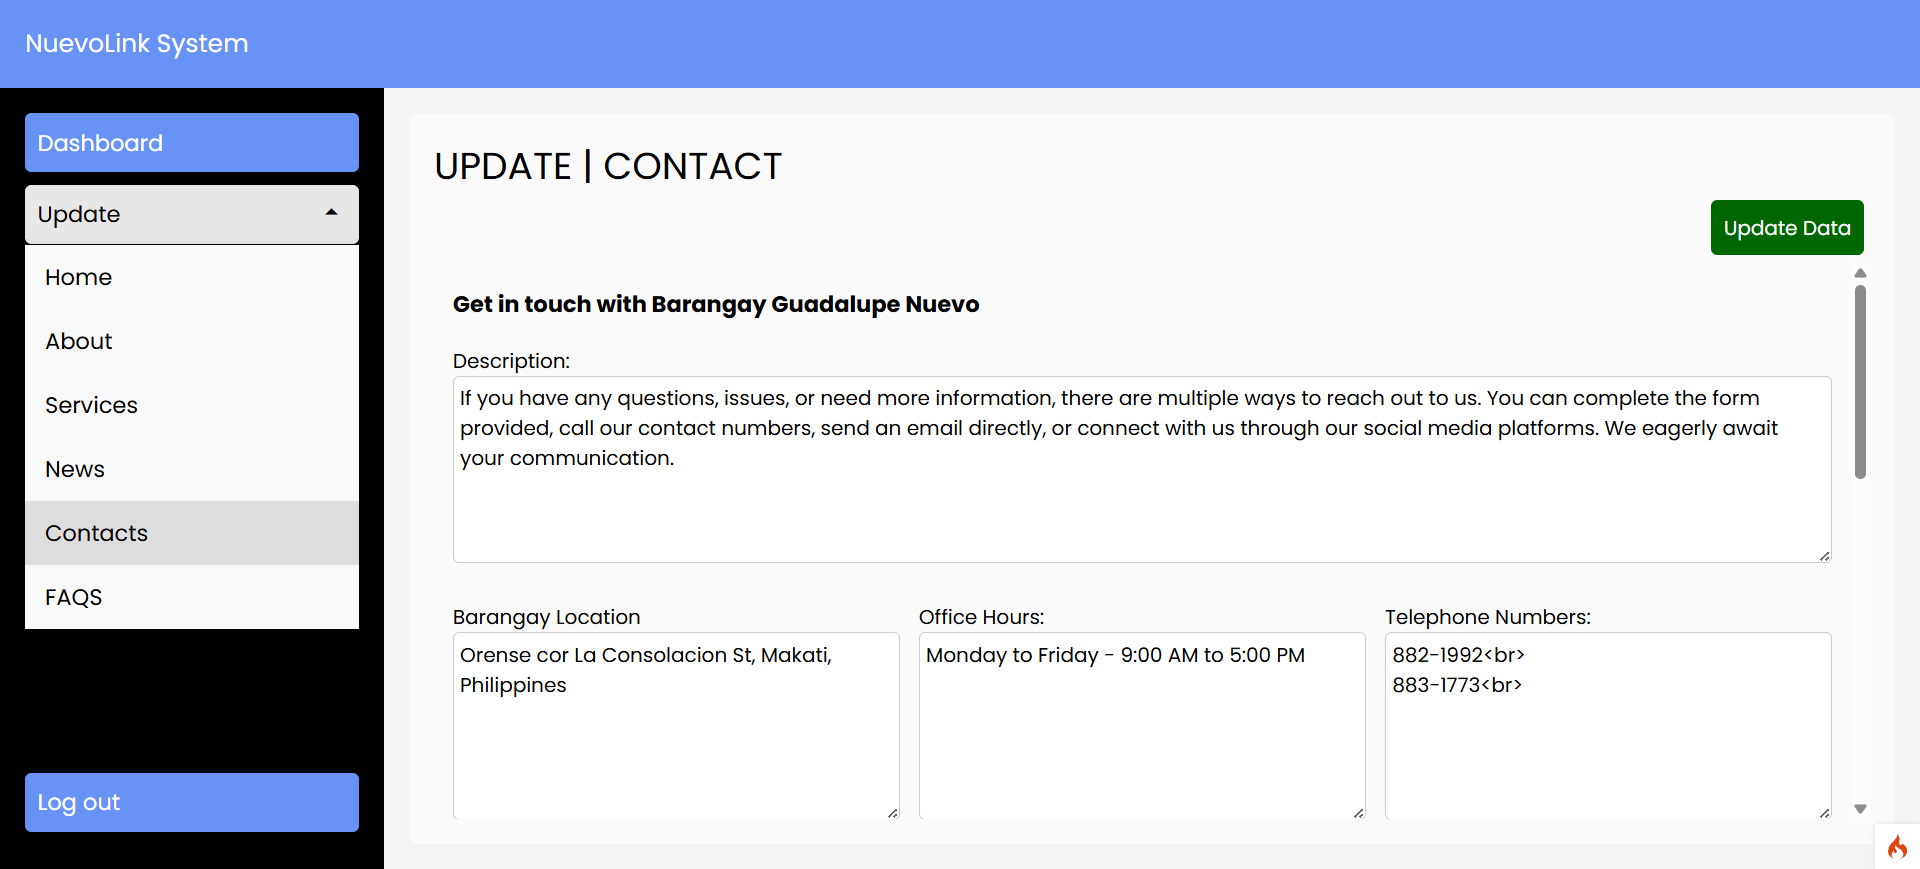 NuevoLink System
Dashboard
Update
Home
About
Services
News
Contacts
FAQS
Log out
UPDATE | CONTACT
Update Data
Get in touch with Barangay Guadalupe Nuevo
Description:
If you have any questions, issues, or need more information, there are multiple ways to reach out to us. You can complete the form
provided, call our contact numbers, send an email directly, or connect with us through our social media platforms. We eagerly await
your communication.
Barangay Location
Orense cor La Consolacion St, Makati,
Philippines
Office Hours:
Monday to Friday - 9:00 AM to 5:00 PM
Telephone Numbers:
882-1992<br>
883-1773<br>